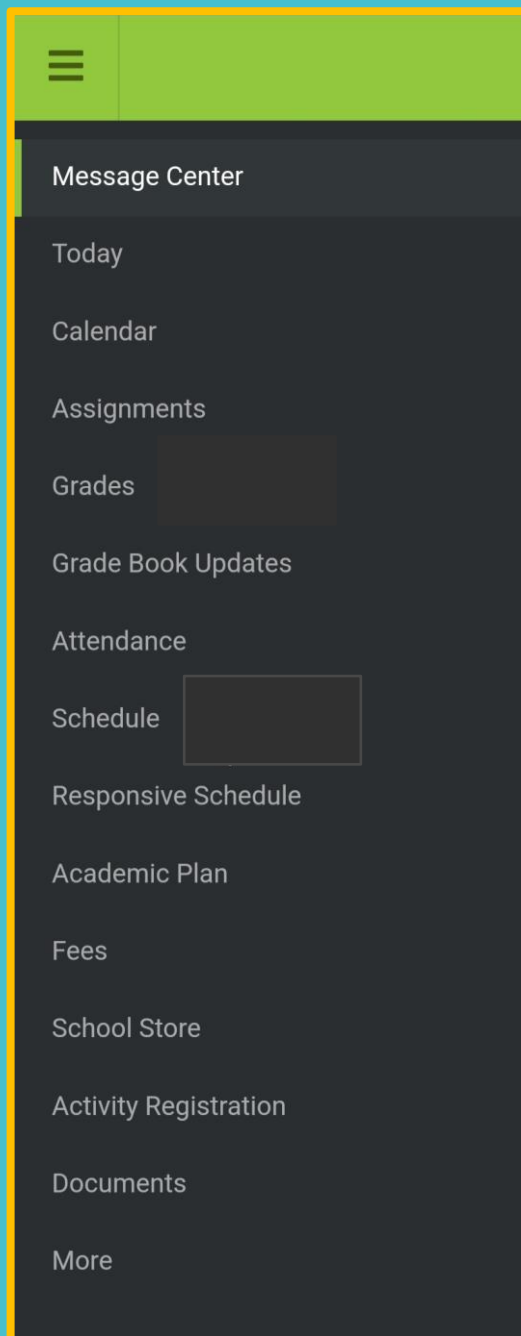 Message Center
Today
Calendar
Assignments
Grades
Grade Book Updates
Attendance
Schedule
Responsive Schedule
Academic Plan
Fees
School Store
Activity Registration
Documents
More